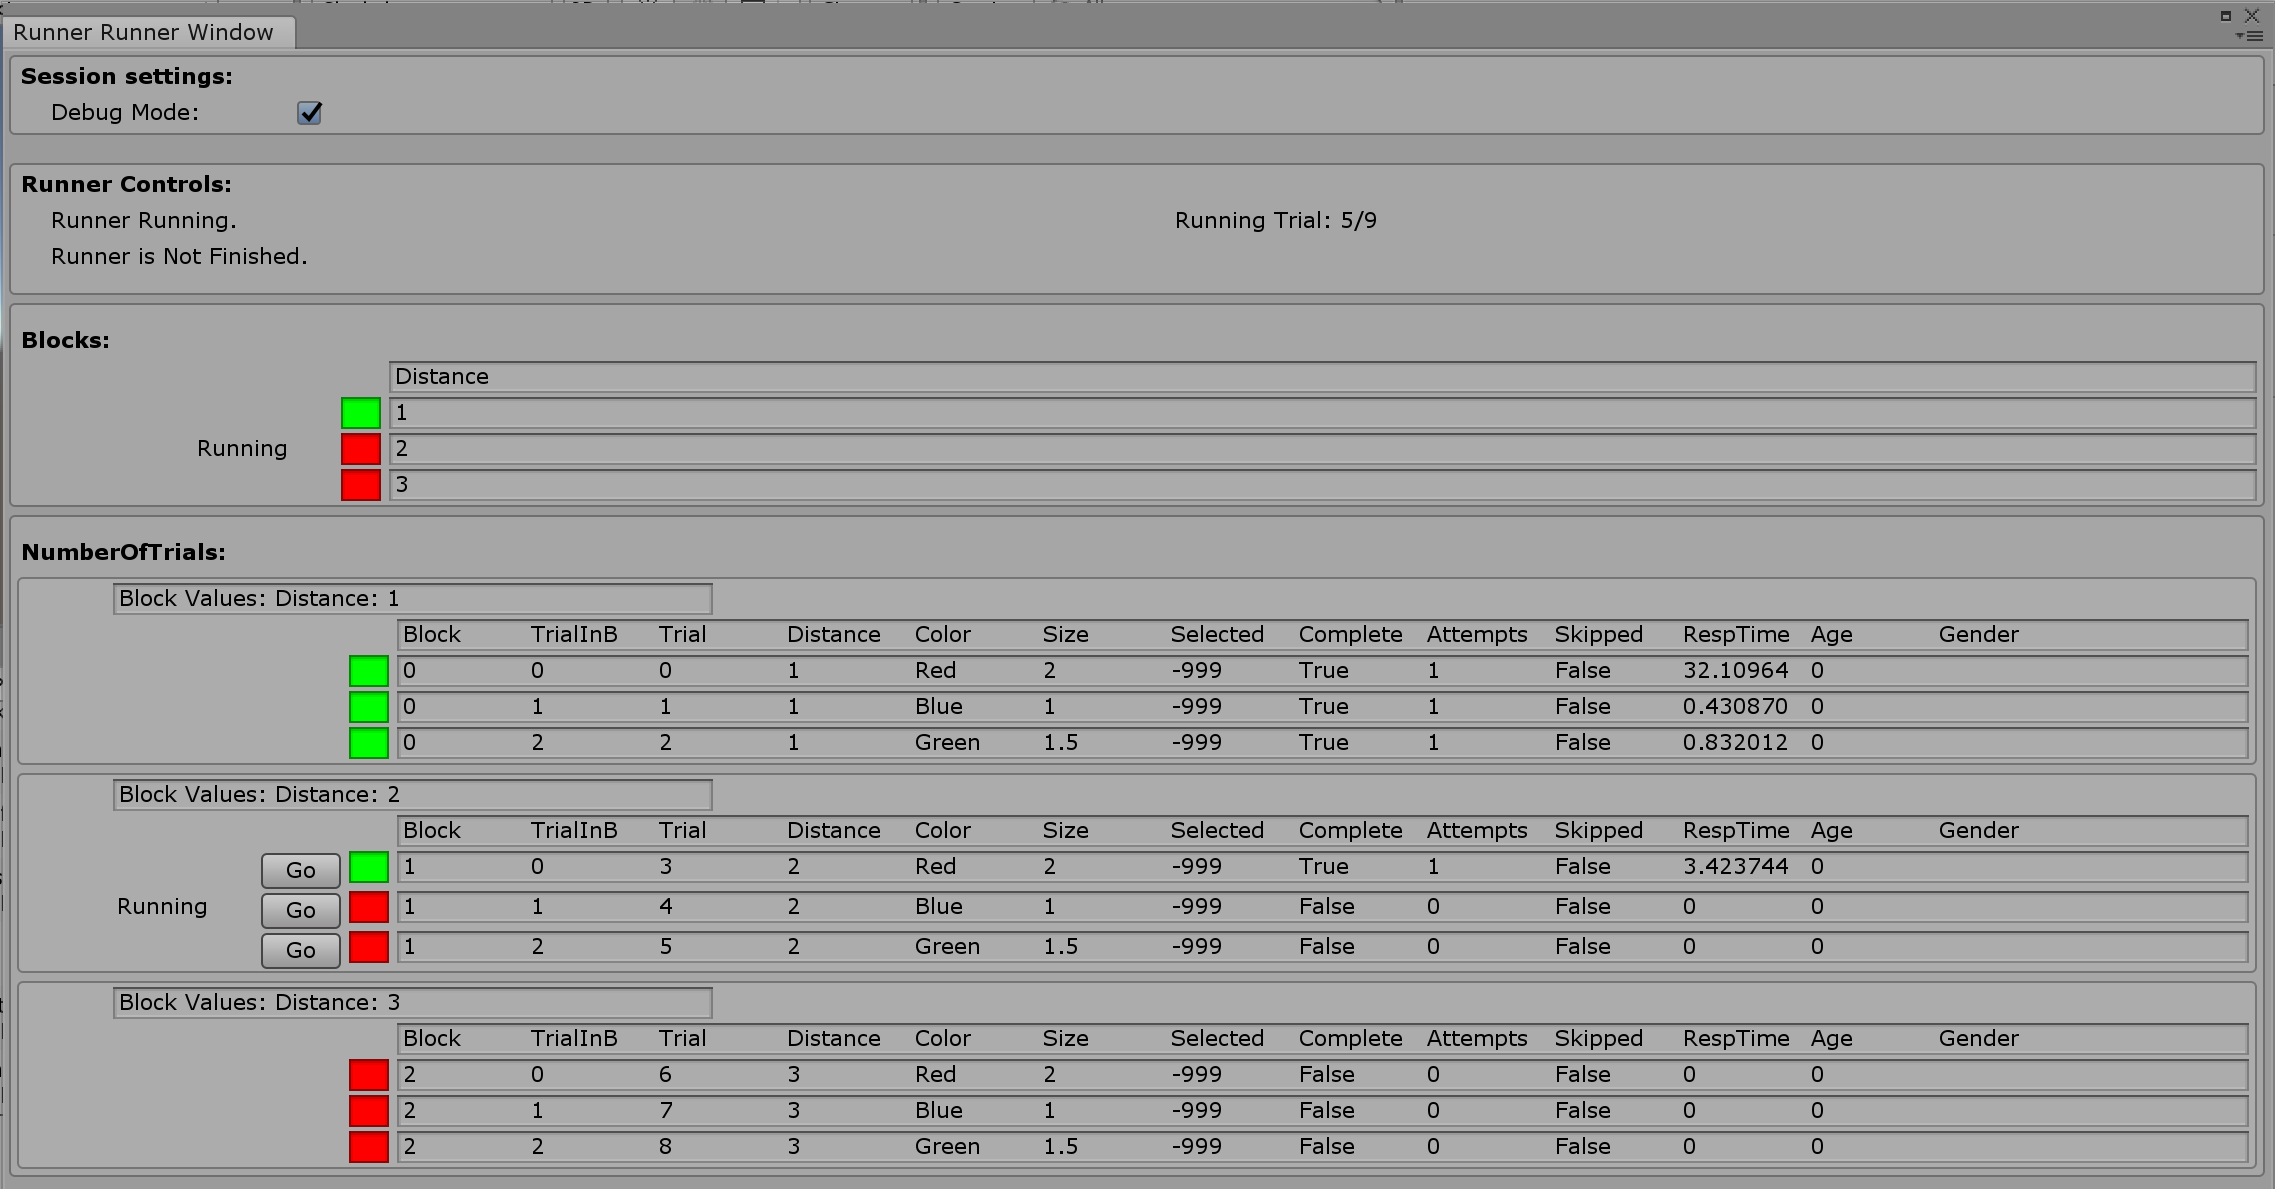 Runner Runner Window
Session settings:
Debug Mode:
Runner Controls:
Runner Running. Running Trial: 5/9
Runner is Not Finished.
Blocks:
Distance
1
Running 2
3
NumberOfTrials:
Block Values: Distance: 1
Block TrialInB Trial Distance Color Size Selected Complete Attempts Skipped RespTime Age Gender
0 0 0 1 Red 2 -999 True 1 False 32.10964 0
0 1 1 1 Blue 1 -999 True 1 False 0.430870 0
0 2 2 1 Green 1.5 -999 True 1 False 0.832012 0
Block Values: Distance: 2
Block TrialInB Trial Distance Color Size Selected Complete Attempts Skipped RespTime Age Gender
Go 1 0 3 2 Red 2 -999 True 1 False 3.423744 0
Running Go 1 1 4 2 Blue 1 -999 False 0 False 0 0
Go 1 2 5 2 Green 1.5 -999 False 0 False 0 0
Block Values: Distance: 3
Block TrialInB Trial Distance Color Size Selected Complete Attempts Skipped RespTime Age Gender
2 0 6 3 Red 2 -999 False 0 False 0 0
2 1 7 3 Blue 1 -999 False 0 False 0 0
2 2 8 3 Green 1.5 -999 False 0 False 0 0